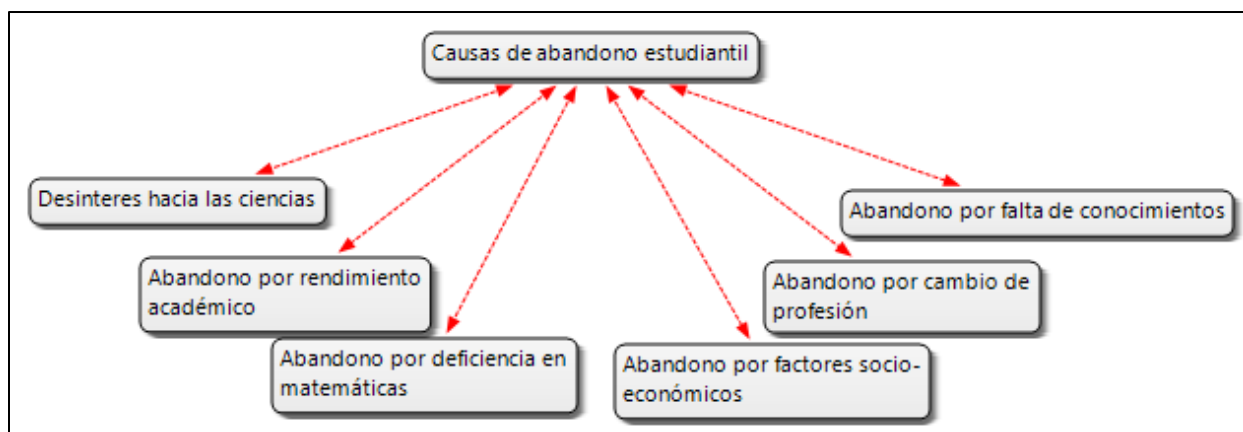 Causas de abandono estudiantil
Desinteres hacia las ciencias
Abandono por falta de conocimientos
Abandono por rendimiento
académico
Abandono por cambio de
profesión
Abandono por deficiencia en
matemáticas
Abandono por factores socio-
económicos